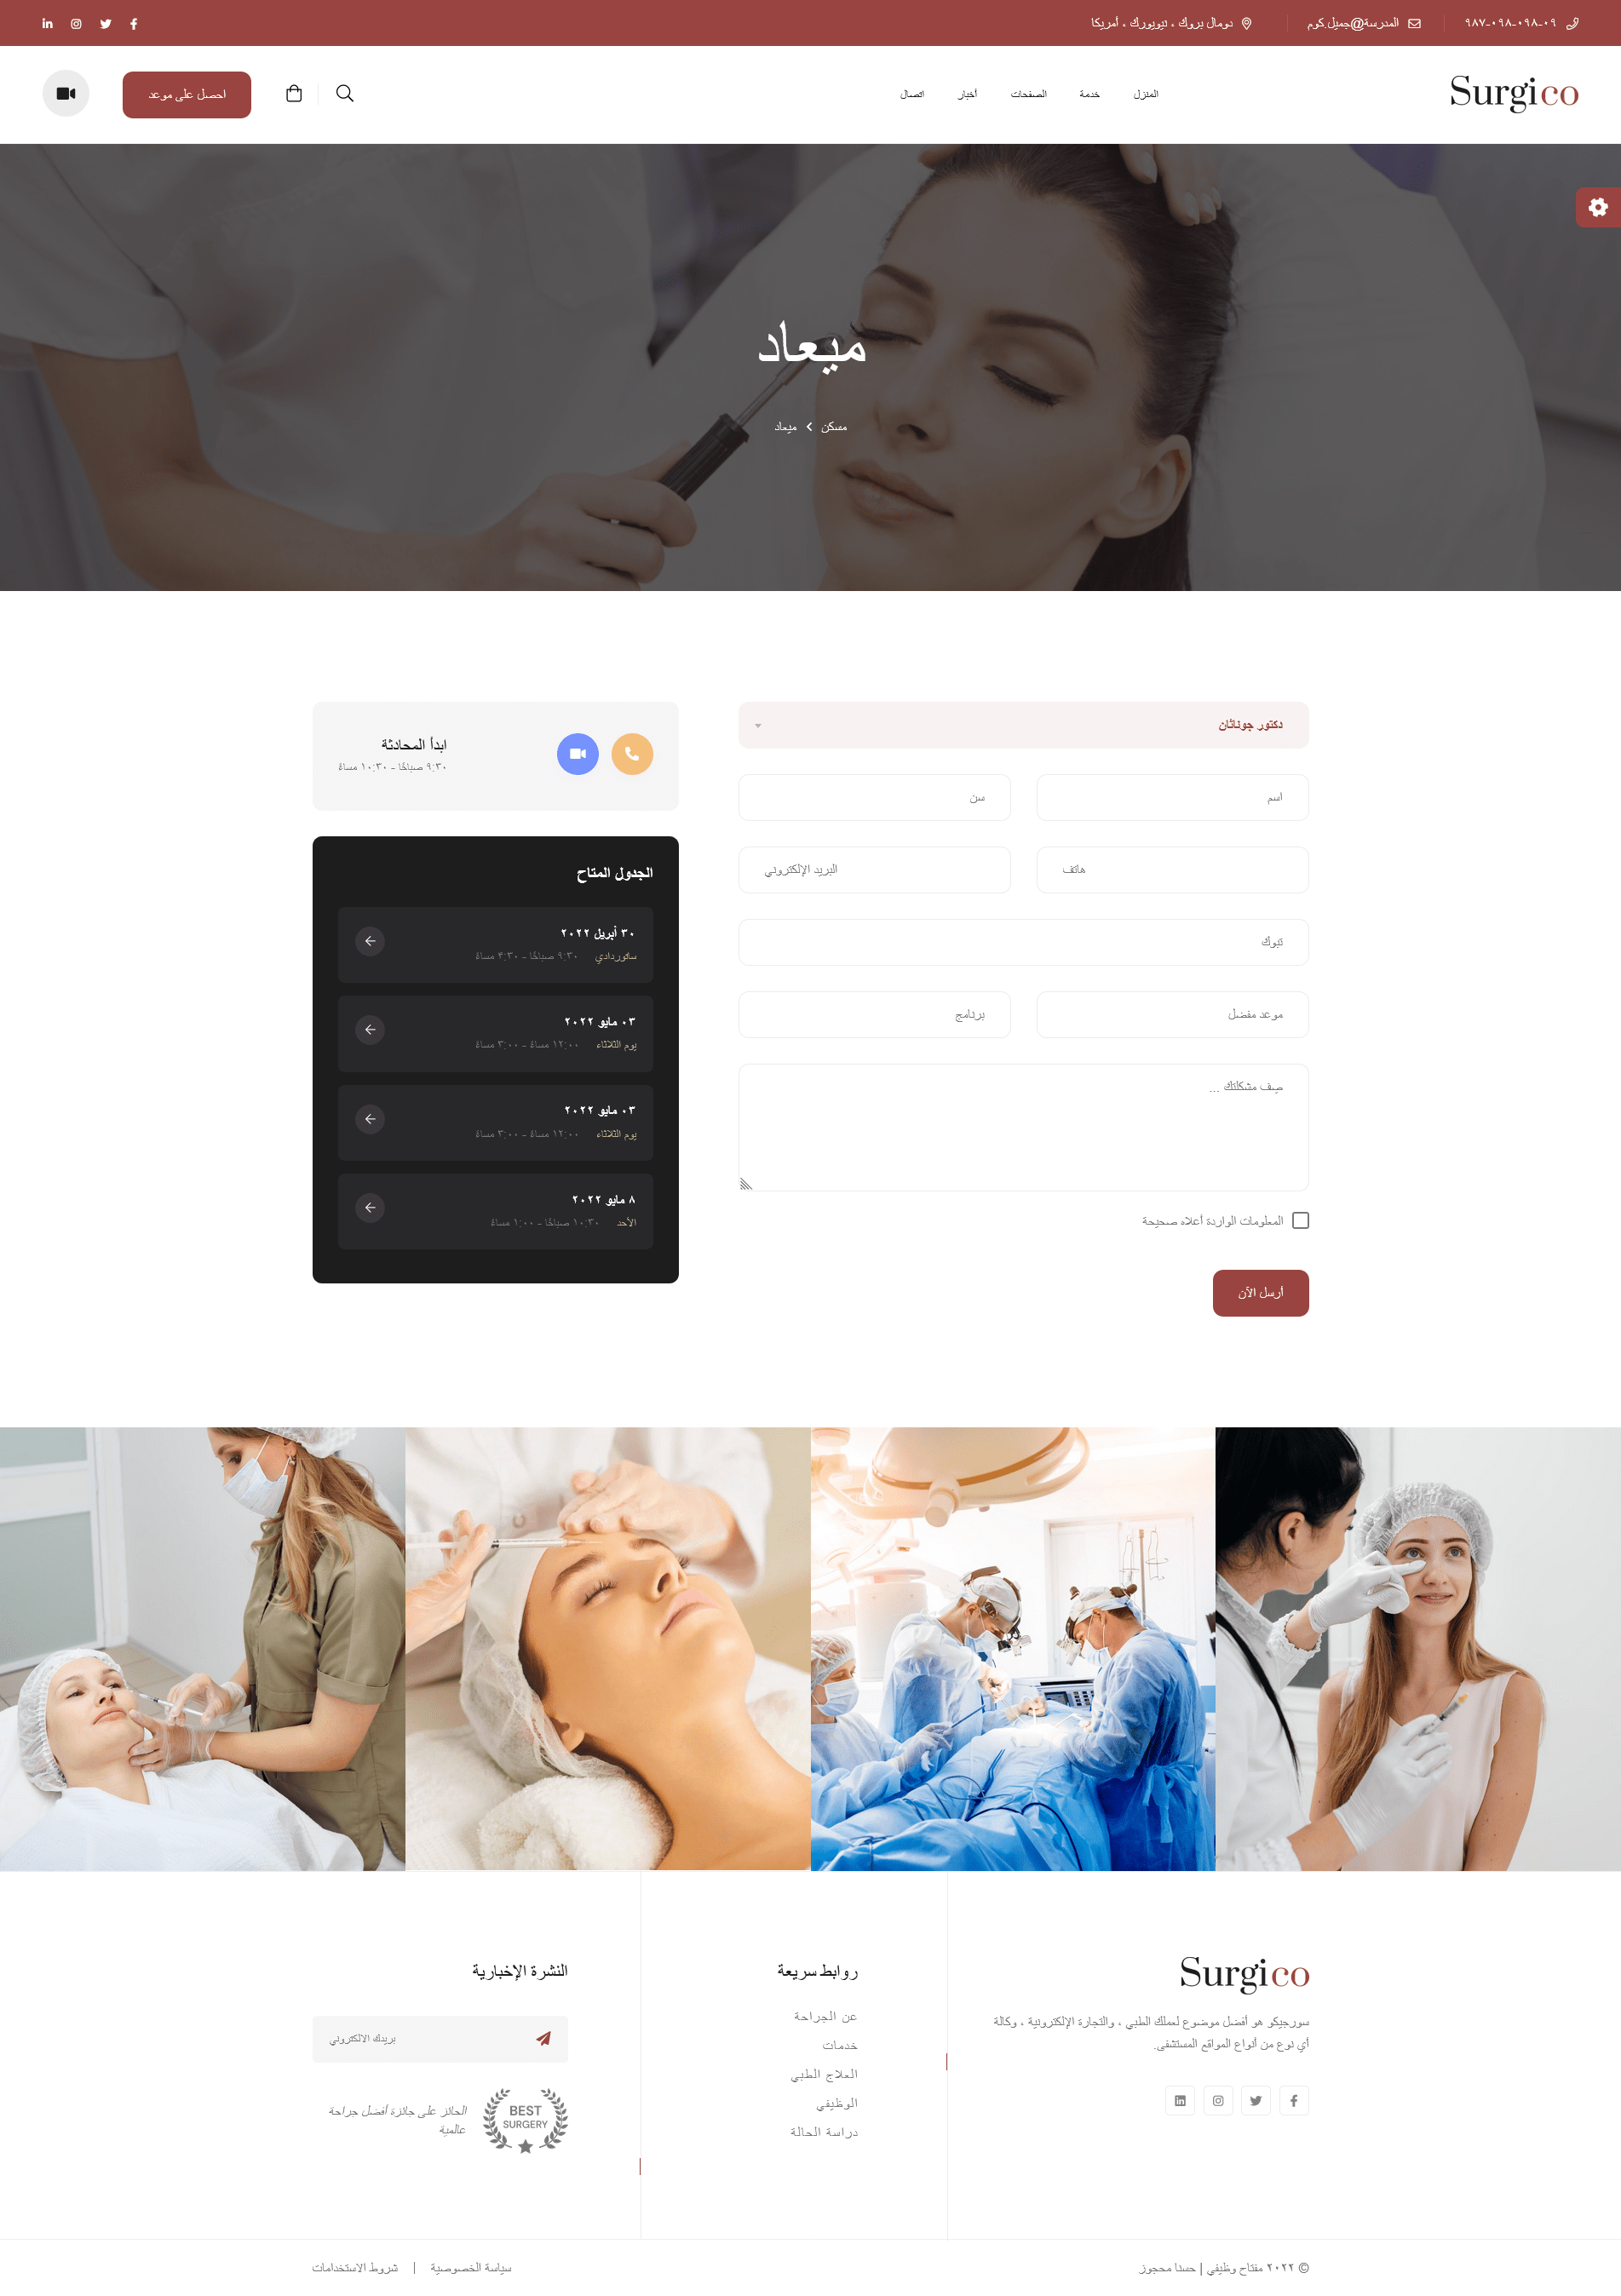 ٠٩-٠٩٨-٠٩٨-٩٨٧
المدرسة@جميل.كوم
دومال بروك ، نيويورك ، أمريكا
Surgico
المنزل
خدمة
الصفحات
أخبار
اتصال
احصل على موعد
ميعاد
مسكن
ميعاد
دكتور جوناثان
اسم
سن
هاتف
البريد الإلكتروني
تبوك
موعد مفضل
برنامج
صِف مشكلتك ...
المعلومات الواردة أعلاه صحيحة
أرسل الآن
ابدأ المحادثة
٩:٣٠ صباحًا - ١٠:٣٠ مساءً
الجدول المتاح
٣٠ أبريل ٢٠٢٢
ساتوردادي ٩:٣٠ صباحًا - ۴:٣٠ مساءً
٠٣ مايو ٢٠٢٢
يوم الثلاثاء ١٢:٠٠ مساءً - ٣:٠٠ مساءً
٠٣ مايو ٢٠٢٢
يوم الثلاثاء ١٢:٠٠ مساءً - ٣:٠٠ مساءً
٨ مايو ٢٠٢٢
الأحد ١٠:٣٠ صباحًا - ١:٠٠ مساءً
Surgico
سورجيكو هو أفضل موضوع لعملك الطبي ، والتجارة الإلكترونية ، وكالة
أي نوع من أنواع المواقع المستشفى.
روابط سريعة
عن الجراحة
خدمات
العلاج الطبي
الوظيفي
دراسة الحالة
النشرة الإخبارية
بريدك الالكتروني
BEST
SURGERY
الحائز على جائزة أفضل جراحة
عالمية
© ٢٠٢٢ مفتاح وظيفي | حسنا محجوز
سياسة الخصوصية | شروط الاستخدامات